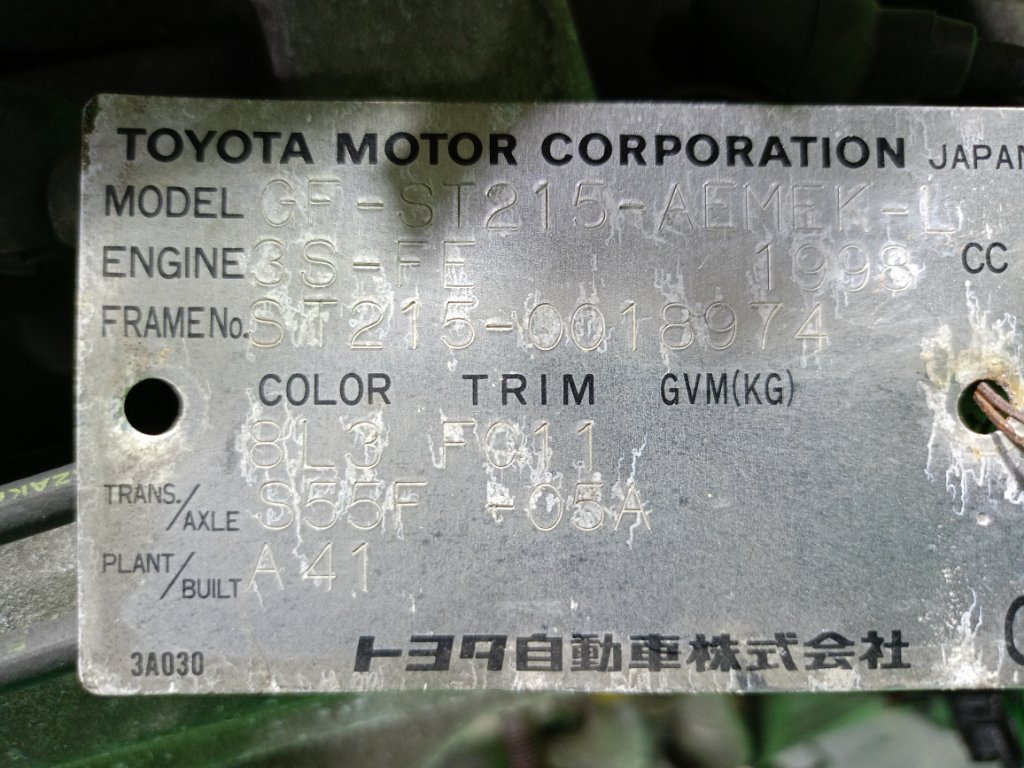 TOYOTA MOTOR CORPORATION JAPAN
MODEL GF-ST215-AEMEK-L
ENGINE 3S-FE 1998 CC
FRAME No. ST215-0018974
COLOR TRIM GVM(KG)
8L3 FC11
TRANS./AXLE S55F -05A
PLANT/BUILT A41
3A030 トヨタ自動車株式会社